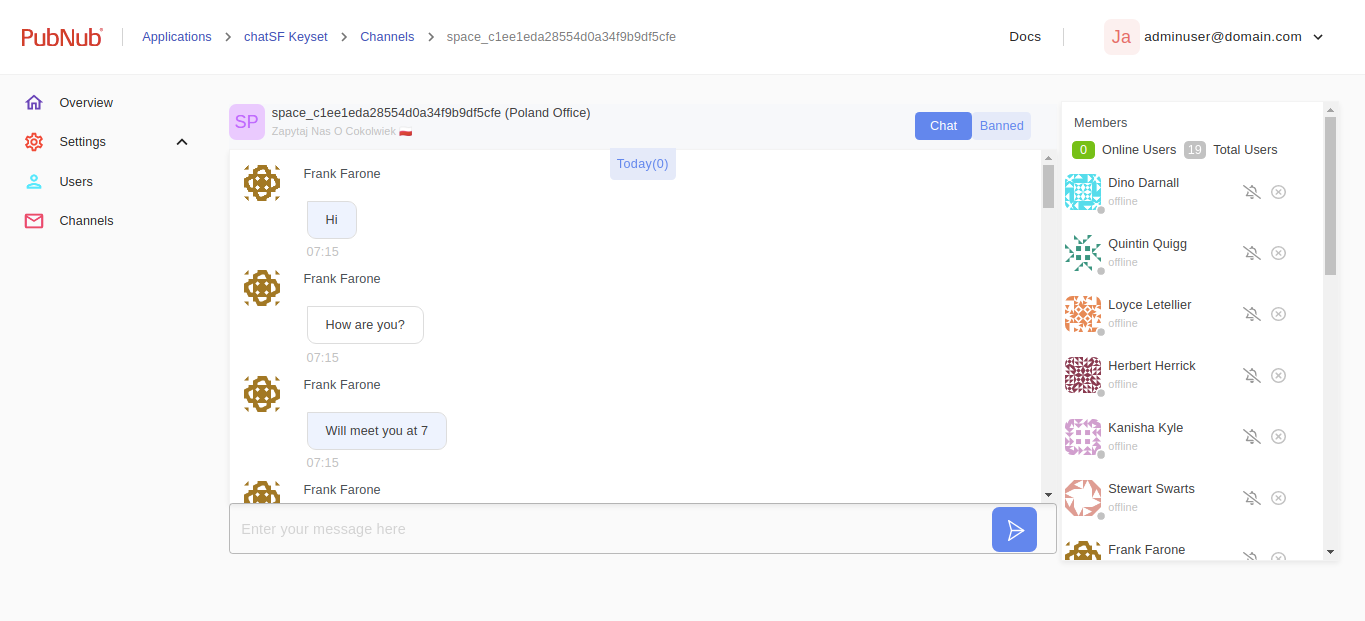 PubNub
Applications > chatSF Keyset > Channels > space_c1ee1eda28554d0a34f9b9df5cfe
Docs
Ja adminuser@domain.com
Overview
Settings
Users
Channels
SP
space_c1ee1eda28554d0a34f9b9df5cfe (Poland Office)
Zapytaj Nas O Cokolwiek
Chat Banned
Today(0)
Frank Farone
Hi
07:15
Frank Farone
How are you?
07:15
Frank Farone
Will meet you at 7
07:15
Frank Farone
Enter your message here
Members
0 Online Users 19 Total Users
Dino Darnall
offline
Quintin Quigg
offline
Loyce Letellier
offline
Herbert Herrick
offline
Kanisha Kyle
offline
Stewart Swarts
offline
Frank Farone